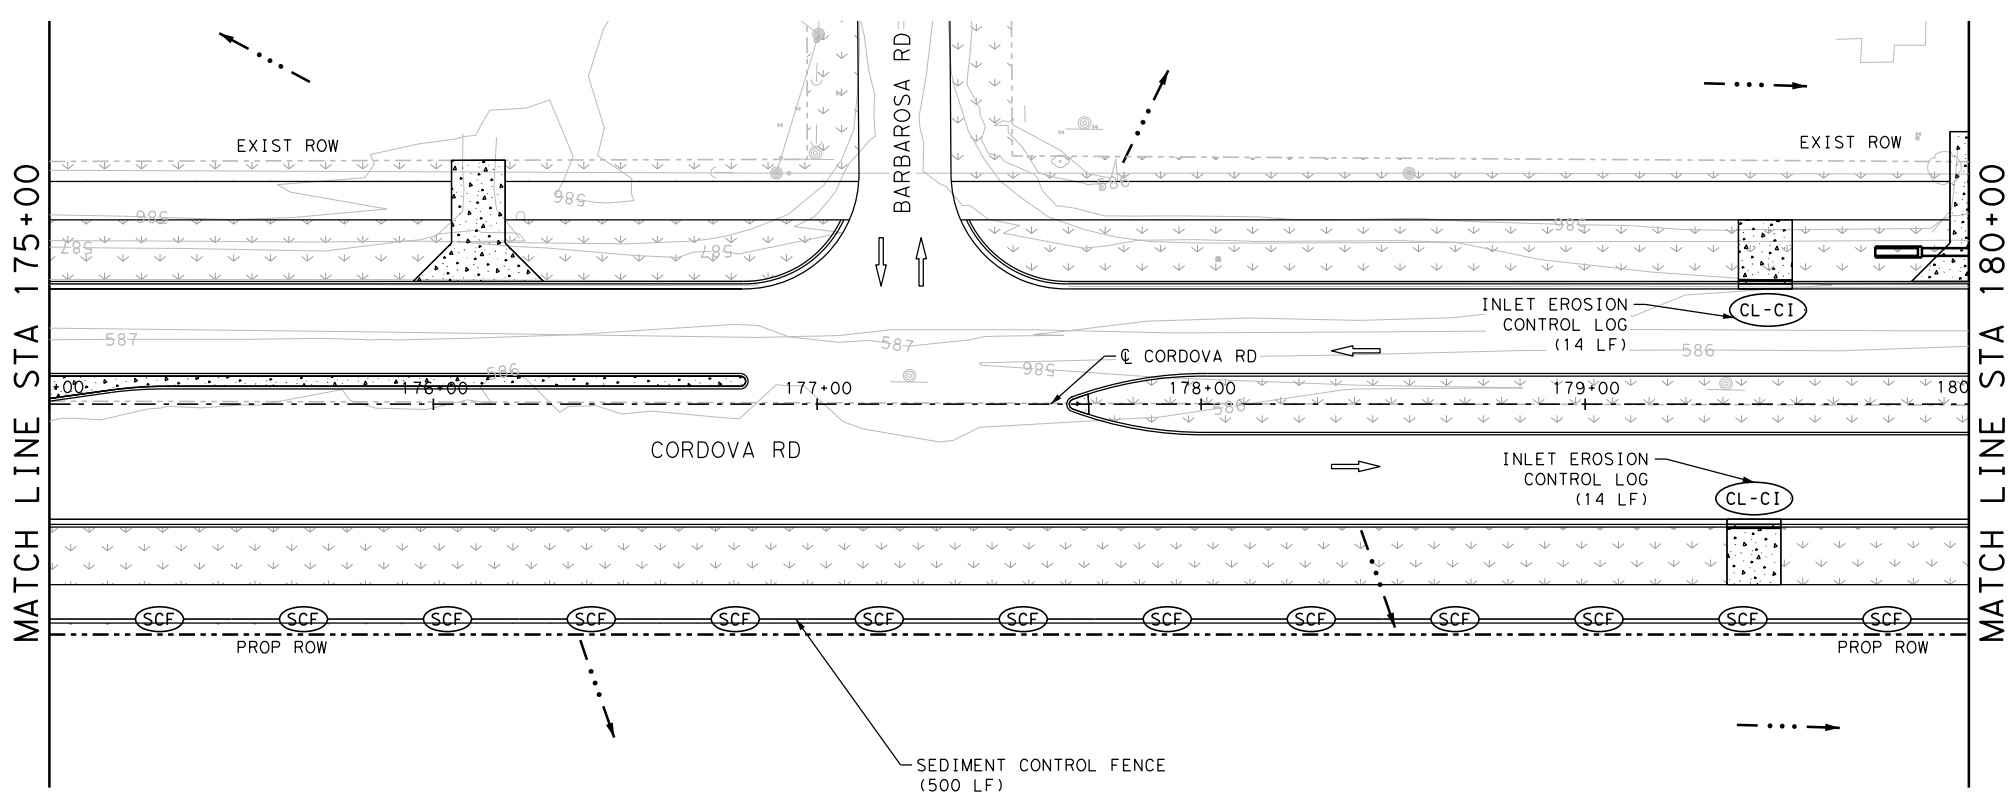 MATCH LINE STA 175+00
EXIST ROW
BARBAROSA RD
EXIST ROW
MATCH LINE STA 180+00
586
586
586
586
587
587
INLET EROSION
CONTROL LOG
(14 LF)
CL-CI
587
587
586
586
586
℄ CORDOVA RD
+00
176+00
177+00
178+00
179+00
180
586
CORDOVA RD
INLET EROSION
CONTROL LOG
(14 LF)
CL-CI
SCF SCF SCF SCF SCF SCF SCF SCF SCF SCF SCF SCF SCF
PROP ROW
PROP ROW
SEDIMENT CONTROL FENCE
(500 LF)